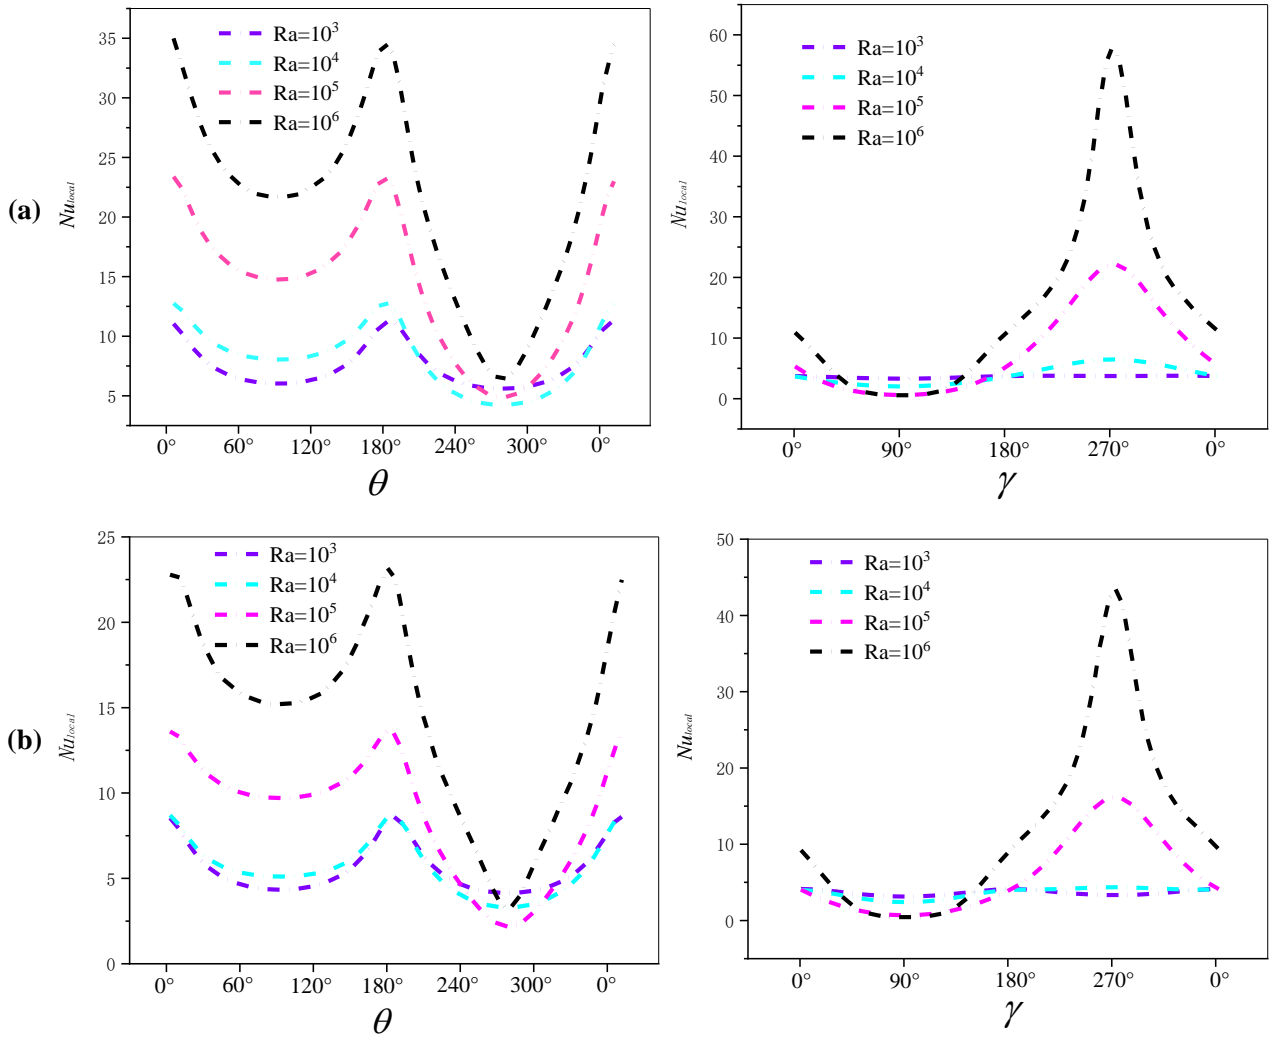 (a)
Nu_local
35
30
25
20
15
10
5
Ra=10³
Ra=10⁴
Ra=10⁵
Ra=10⁶
0° 60° 120° 180° 240° 300° 0°
θ
Nu_local
60
50
40
30
20
10
0
Ra=10³
Ra=10⁴
Ra=10⁵
Ra=10⁶
0° 90° 180° 270° 0°
γ
(b)
Nu_local
25
20
15
10
5
0
Ra=10³
Ra=10⁴
Ra=10⁵
Ra=10⁶
0° 60° 120° 180° 240° 300° 0°
θ
Nu_local
50
40
30
20
10
0
Ra=10³
Ra=10⁴
Ra=10⁵
Ra=10⁶
0° 90° 180° 270° 0°
γ